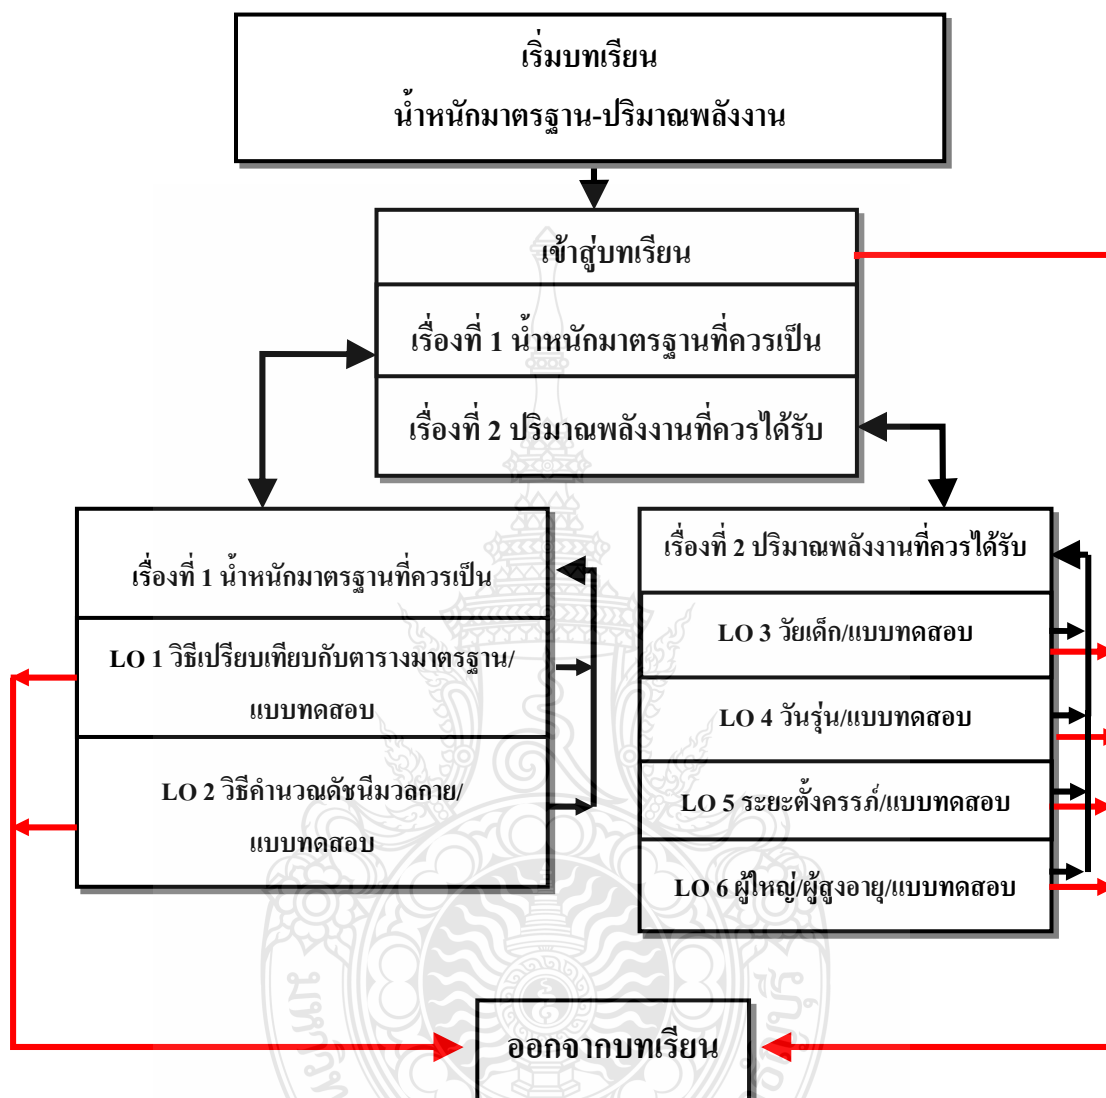 เริ่มบทเรียน
น้ำหนักมาตรฐาน-ปริมาณพลังงาน
เข้าสู่บทเรียน
เรื่องที่ 1 น้ำหนักมาตรฐานที่ควรเป็น
เรื่องที่ 2 ปริมาณพลังงานที่ควรได้รับ
เรื่องที่ 1 น้ำหนักมาตรฐานที่ควรเป็น
LO 1 วิธีเปรียบเทียบกับตารางมาตรฐาน/
แบบทดสอบ
LO 2 วิธีคำนวณดัชนีมวลกาย/
แบบทดสอบ
เรื่องที่ 2 ปริมาณพลังงานที่ควรได้รับ
LO 3 วัยเด็ก/แบบทดสอบ
LO 4 วันรุ่น/แบบทดสอบ
LO 5 ระยะตั้งครรภ์/แบบทดสอบ
LO 6 ผู้ใหญ่/ผู้สูงอายุ/แบบทดสอบ
ออกจากบทเรียน